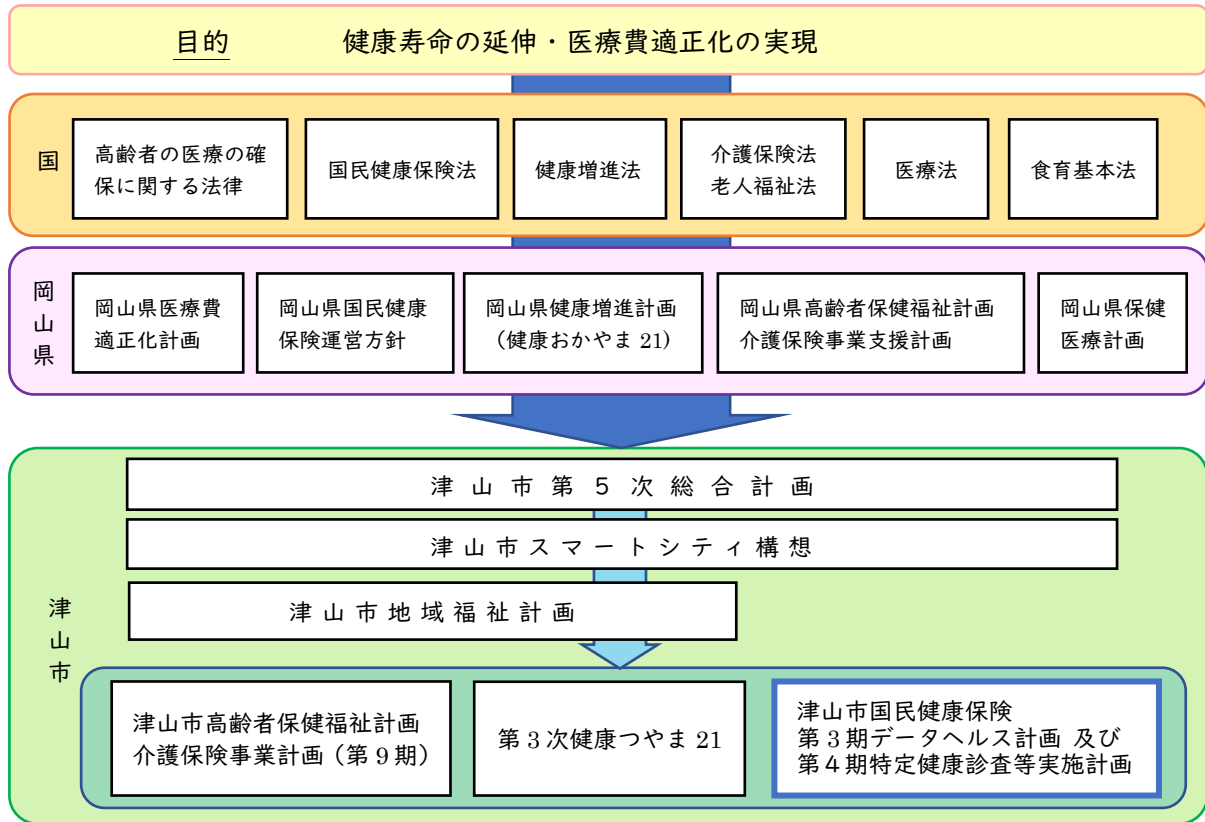 目的 健康寿命の延伸・医療費適正化の実現
国
高齢者の医療の確
保に関する法律
国民健康保険法
健康増進法
介護保険法
老人福祉法
医療法
食育基本法
岡山県
岡山県医療費
適正化計画
岡山県国民健康
保険運営方針
岡山県健康増進計画
(健康おかやま 21)
岡山県高齢者保健福祉計画
介護保険事業支援計画
岡山県保健
医療計画
津山市
津山市第5次総合計画
津山市スマートシティ構想
津山市地域福祉計画
津山市高齢者保健福祉計画
介護保険事業計画(第9期)
第3次健康つやま 21
津山市国民健康保険
第3期データヘルス計画 及び
第4期特定健康診査等実施計画